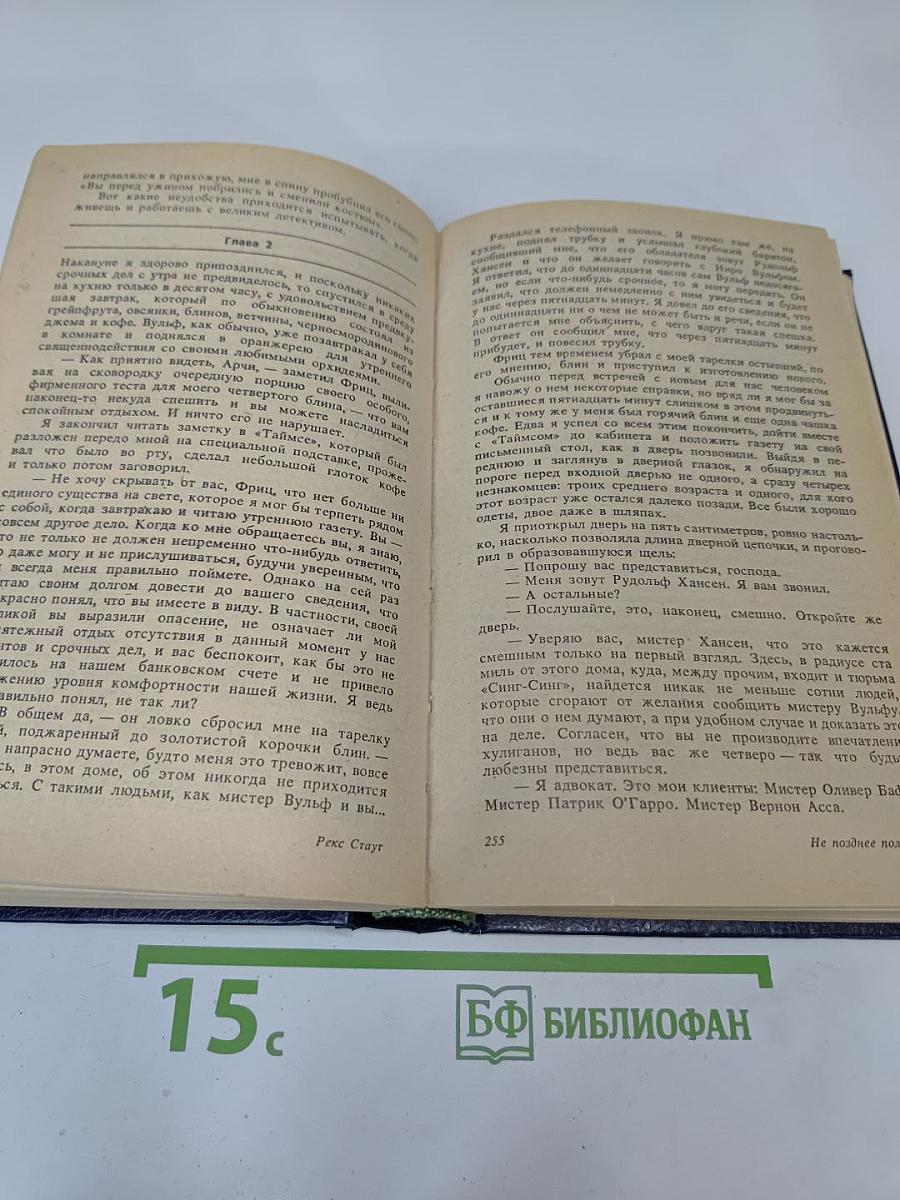 направлялся в прихожую, мне в спину пробубнил его голос:
«Вы перед ужином побрились и сменили костюм».
Вот какие неудобства приходится испытывать, когда
живешь и работаешь с великим детективом.
Глава 2
Накануне я здорово припозднился, и поскольку никаких
срочных дел с утра не предвиделось, то спустился в среду
на кухню только в десятом часу, с удовольствием предвку-
шая завтрак, который по обыкновению состоял из
грейпфрута, овсянки, блинов, ветчины, черносмородинового
джема и кофе. Вульф, как обычно, уже позавтракал у себя
в комнате и поднялся в оранжерею для утреннего
священнодействия со своими любимыми орхидеями.
— Как приятно видеть, Арчи, — заметил Фриц, выли-
вая на сковородку очередную порцию своего особого,
фирменного теста для моего четвертого блина, — что вам
наконец-то некуда спешить и вы можете насладиться
спокойным отдыхом. И ничто его не нарушает.
Я закончил читать заметку в «Таймсе», который был
разложен передо мной на специальной подставке, проже-
вал что было во рту, сделал небольшой глоток кофе
и только потом заговорил.
— Не хочу скрывать от вас, Фриц, что нет больше ни
единого существа на свете, которое я мог бы терпеть рядом
с собой, когда завтракаю и читаю утреннюю газету. Вы —
совсем другое дело. Когда ко мне обращаетесь вы, я знаю,
то не только не должен непременно что-нибудь ответить,
о даже могу и не прислушиваться, будучи уверенным, что
всегда меня правильно поймете. Однако на сей раз
итаю своим долгом довести до вашего сведения, что
красно понял, что вы имеете в виду. В частности, своей
ликой вы выразили опасение, не означает ли мой
ятежный отдых отсутствия в данный момент у нас
нтов и срочных дел, и вас беспокоит, как бы это не
илось на нашем банковском счете и не привело
жению уровня комфортности нашей жизни. Я ведь
авильно понял, не так ли?
В общем да, — он ловко сбросил мне на тарелку
й, поджаренный до золотистой корочки блин. —
напрасно думаете, будто меня это тревожит, вовсе
сь, в этом доме, об этом никогда не приходится
ься. С такими людьми, как мистер Вульф и вы...
Рекс Стаут
Раздался телефонный звонок. Я прямо там же, на
кухне, поднял трубку и услышал глубокий баритон,
сообщивший мне, что его обладателя зовут Рудольф
Хансен и что он желает говорить с Ниро Вульфом.
Я ответил, что до одиннадцати часов сам Вульф недосяга-
ем, но если что-нибудь срочное, то я могу передать. Он
заявил, что должен немедленно с ним увидеться и будет
у нас через пятнадцать минут. Я довел до его сведения, что
до одиннадцати ни о чем не может быть и речи, если он не
попытается мне объяснить, с чего вдруг такая спешка.
В ответ он сообщил мне, что через пятнадцать минут
прибудет, и повесил трубку.
Фриц тем временем убрал с моей тарелки остывший, по
его мнению, блин и приступил к изготовлению нового.
Обычно перед встречей с новым для нас человеком
я навожу о нем некоторые справки, но вряд ли я мог бы за
оставшиеся пятнадцать минут слишком в этом продвинуть-
ся и к тому же у меня был горячий блин и еще одна чашка
кофе. Едва я успел со всем этим покончить, дойти вместе
с «Таймсом» до кабинета и положить газету на свой
письменный стол, как в дверь позвонили. Выйдя в пе-
реднюю и заглянув в дверной глазок, я обнаружил на
пороге перед входной дверью не одного, а сразу четырех
незнакомцев: троих среднего возраста и одного, для кого
этот возраст уже остался далеко позади. Все были хорошо
одеты, двое даже в шляпах.
Я приоткрыл дверь на пять сантиметров, ровно настоль-
ко, насколько позволяла длина дверной цепочки, и прогово-
рил в образовавшуюся щель:
— Попрошу вас представиться, господа.
— Меня зовут Рудольф Хансен. Я вам звонил.
— А остальные?
— Послушайте, это, наконец, смешно. Откройте же
дверь.
— Уверяю вас, мистер Хансен, что это кажется
смешным только на первый взгляд. Здесь, в радиусе ста
миль от этого дома, куда, между прочим, входит и тюрьма
«Синг-Синг», найдется никак не меньше сотни людей,
которые сгорают от желания сообщить мистеру Вульфу,
что они о нем думают, а при удобном случае и доказать это
на деле. Согласен, что вы не производите впечатлени
хулиганов, но ведь вас же четверо — так что будь
любезны представиться.
— Я адвокат. Это мои клиенты: Мистер Оливер Баф
Мистер Патрик О'Гарро. Мистер Вернон Асса.
255
Не позднее пол
15 с
БФ БИБЛИОФАН